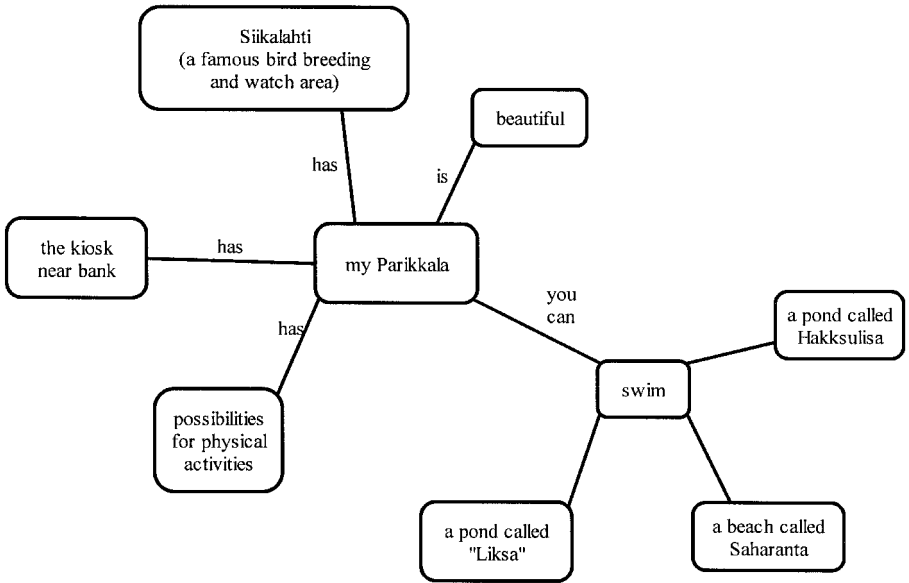 Siikalahti
(a famous bird breeding
and watch area)
beautiful
has
is
the kiosk
near bank
has
my Parikkala
you
can
a pond called
Hakksulisa
has
swim
possibilities
for physical
activities
a pond called
"Liksa"
a beach called
Saharanta